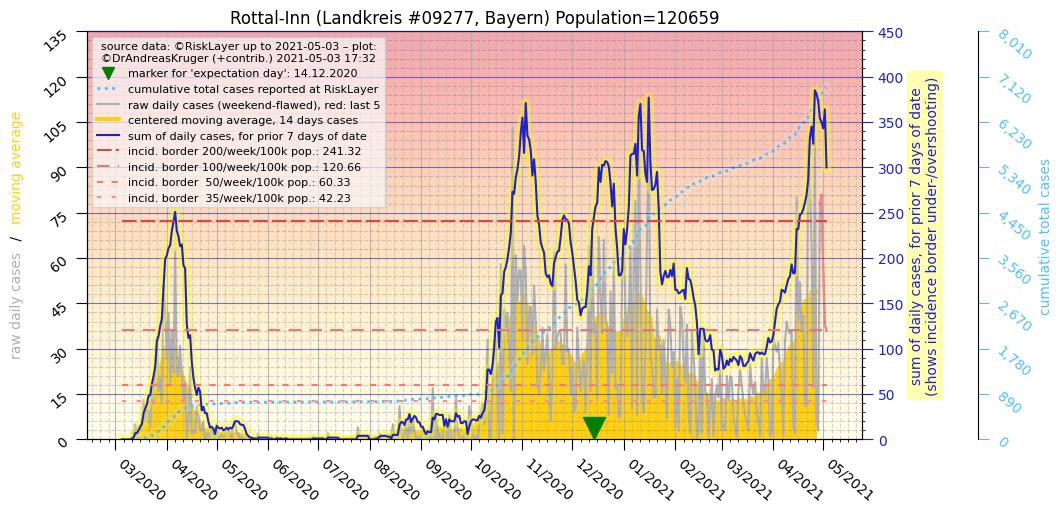 Rottal-Inn (Landkreis #09277, Bayern) Population=120659
source data: ©RiskLayer up to 2021-05-03 – plot:
©DrAndreasKruger (+contrib.) 2021-05-03 17:32
marker for 'expectation day': 14.12.2020
cumulative total cases reported at RiskLayer
raw daily cases (weekend-flawed), red: last 5
centered moving average, 14 days cases
sum of daily cases, for prior 7 days of date
incid. border 200/week/100k pop.: 241.32
incid. border 100/week/100k pop.: 120.66
incid. border  50/week/100k pop.: 60.33
incid. border  35/week/100k pop.: 42.23
raw daily cases  /  moving average
135
120
105
90
75
60
45
30
15
0
03/2020
04/2020
05/2020
06/2020
07/2020
08/2020
09/2020
10/2020
11/2020
12/2020
01/2021
02/2021
03/2021
04/2021
05/2021
450
400
350
300
250
200
150
100
50
0
sum of daily cases, for prior 7 days of date
(shows incidence border under-/overshooting)
8,010
7,120
6,230
5,340
4,450
3,560
2,670
1,780
890
0
cumulative total cases